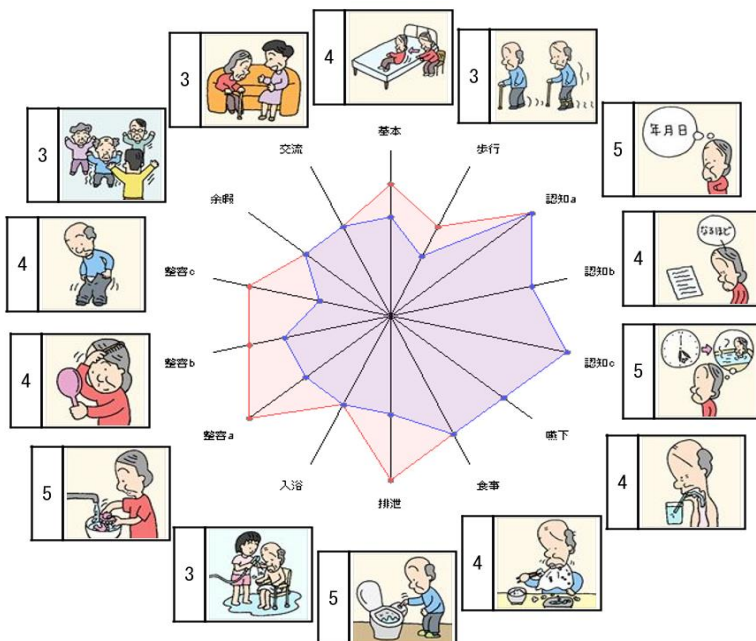 4
基本
3
歩行
5
年月日
認知a
4
なるほど
認知b
5
?
認知c
4
嚥下
4
食事
5
排泄
3
入浴
5
整容a
4
整容b
4
整容c
3
余暇
3
交流